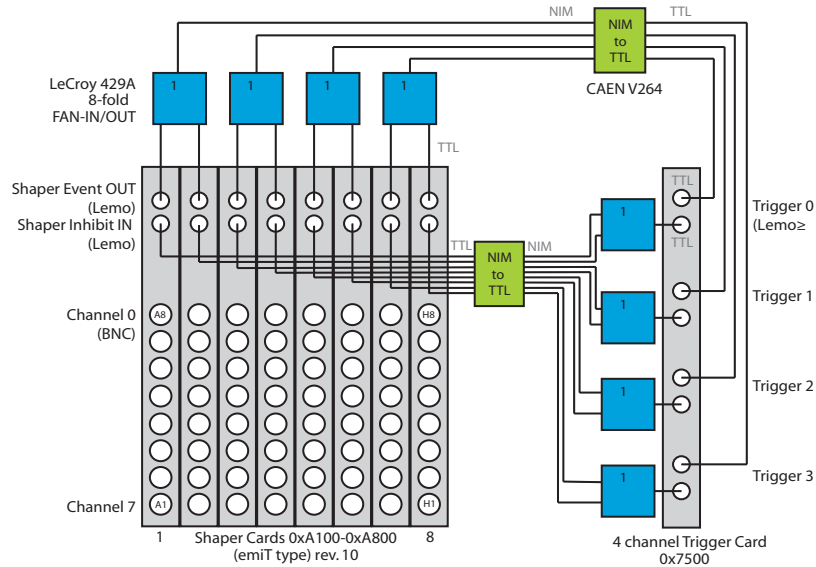 NIM
TTL
NIM
to
TTL
CAEN V264
LeCroy 429A
8-fold
FAN-IN/OUT
1
1
1
1
TTL
Shaper Event OUT
(Lemo)
Shaper Inhibit IN
(Lemo)
TTL
NIM
to
TTL
NIM
1
TTL
TTL
Trigger 0
(Lemo≥
Channel 0
(BNC)
A8
H8
1
Trigger 1
1
Trigger 2
1
Trigger 3
Channel 7
A1
H1
1
Shaper Cards 0xA100-0xA800
(emiT type) rev. 10
8
4 channel Trigger Card
0x7500